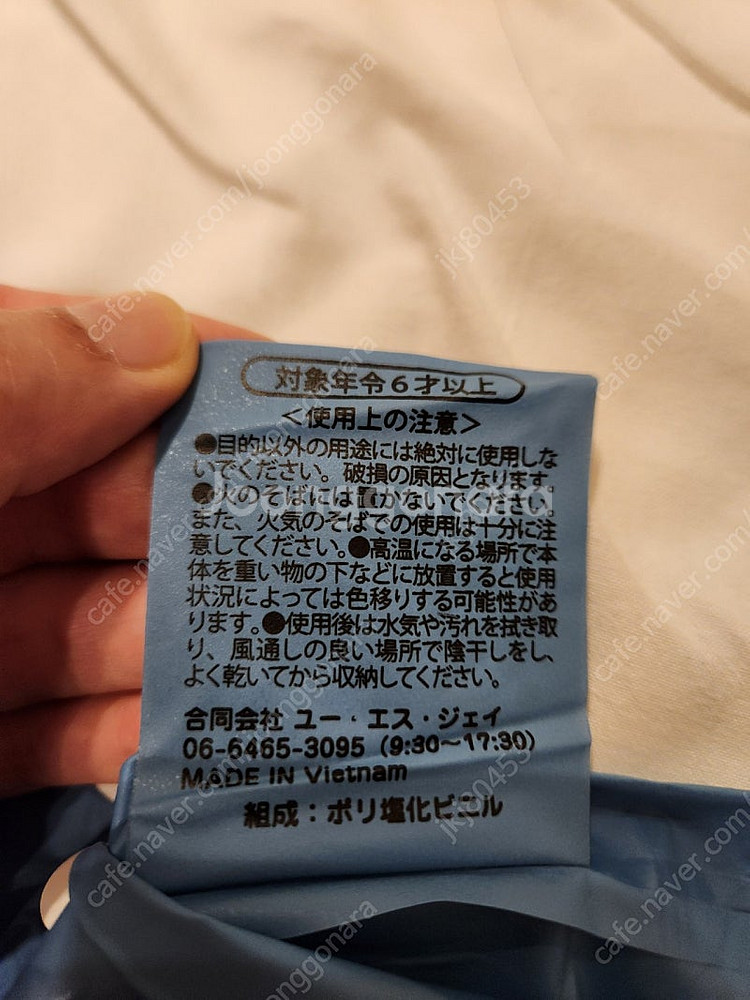 対象年令6才以上
<使用上の注意>
●目的以外の用途には絶対に使用しな
いでください。破損の原因となります。
●火のそばには置かないでください。
また、火気のそばでの使用は十分に注
意してください。●高温になる場所で本
体を重い物の下などに放置すると使用
状況によっては色移りする可能性があ
ります。●使用後は水気や汚れを拭き取
り、風通しの良い場所で陰干しをし、
よく乾いてから収納してください。
合同会社 ユー・エス・ジェイ
06-6465-3095(9:30〜17:30)
MADE IN Vietnam
組成:ポリ塩化ビニル
Joonggonara
cafe.naver.com/joonggonara
jkj80453
cafe.naver.com
jkj80453
cafe.naver.com
joonggonara